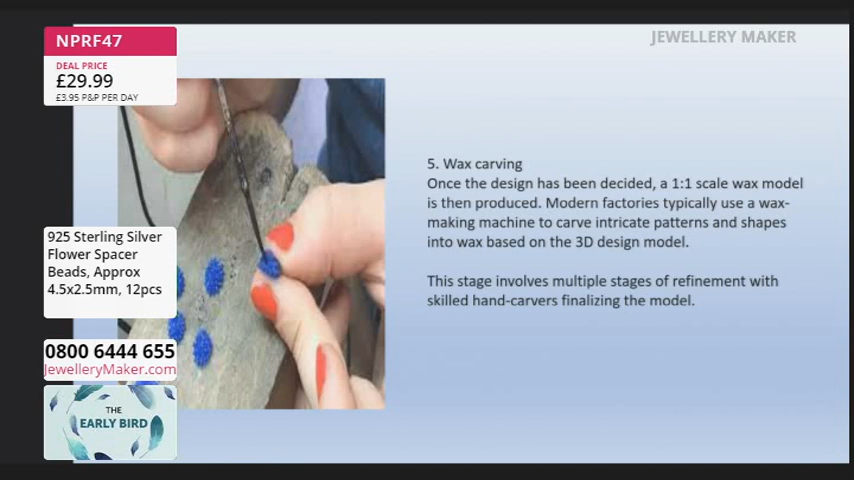 NPRF47
DEAL PRICE
£29.99
£3.95 P&P PER DAY
JEWELLERY MAKER
5. Wax carving
Once the design has been decided, a 1:1 scale wax model
is then produced. Modern factories typically use a wax-
making machine to carve intricate patterns and shapes
into wax based on the 3D design model.
This stage involves multiple stages of refinement with
skilled hand-carvers finalizing the model.
925 Sterling Silver
Flower Spacer
Beads, Approx
4.5x2.5mm, 12pcs
0800 6444 655
JewelleryMaker.com
THE
EARLY BIRD